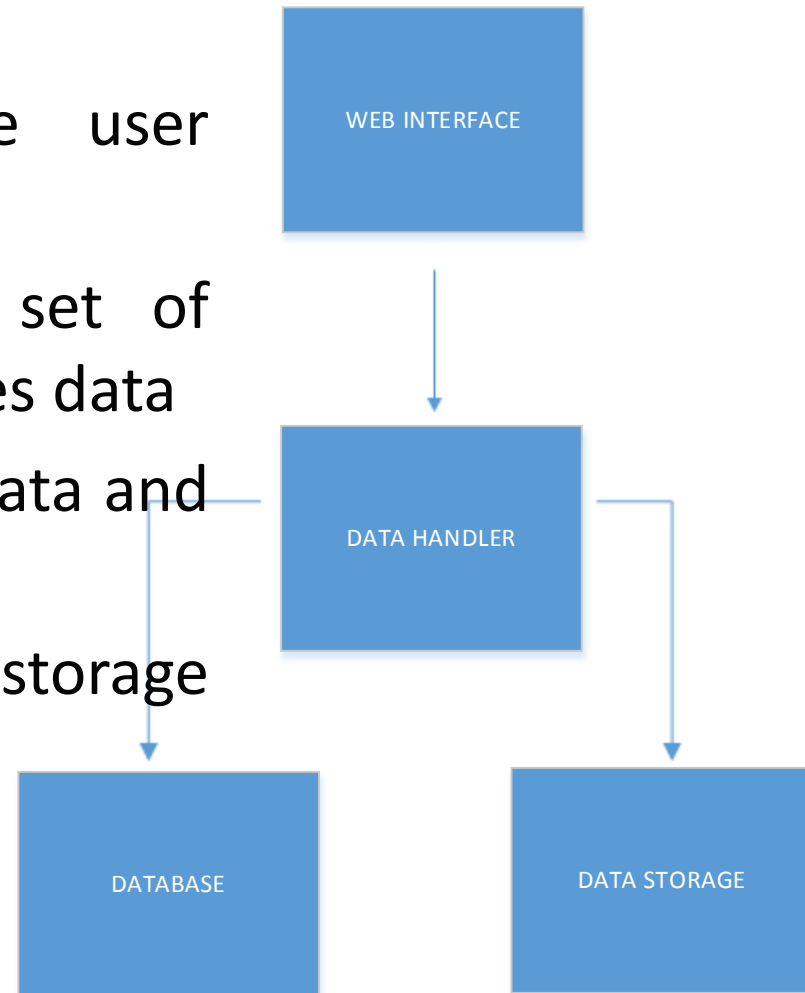 WEB INTERFACE
e user
set of
es data
DATA HANDLER
ata and
storage
DATABASE
DATA STORAGE